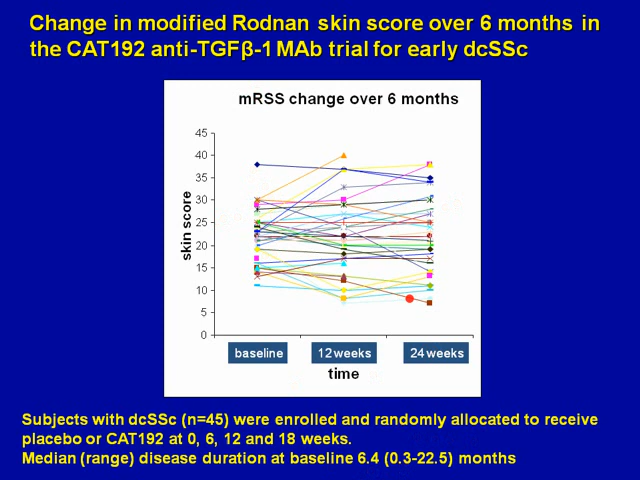 Change in modified Rodnan skin score over 6 months in
the CAT192 anti-TGFβ-1 MAb trial for early dcSSc
mRSS change over 6 months
45
40
35
30
25
20
15
10
5
0
skin score
baseline
12 weeks
24 weeks
time
Subjects with dcSSc (n=45) were enrolled and randomly allocated to receive
placebo or CAT192 at 0, 6, 12 and 18 weeks.
Median (range) disease duration at baseline 6.4 (0.3-22.5) months